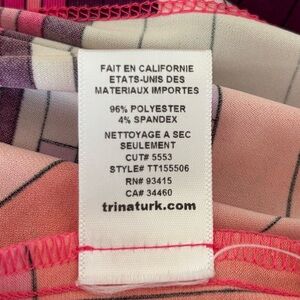 FAIT EN CALIFORNIE
ETATS-UNIS DES
MATERIAUX IMPORTES
96% POLYESTER
4% SPANDEX
NETTOYAGE A SEC
SEULEMENT
CUT# 5553
STYLE# TT155506
RN# 93415
CA# 34460
trinaturk.com